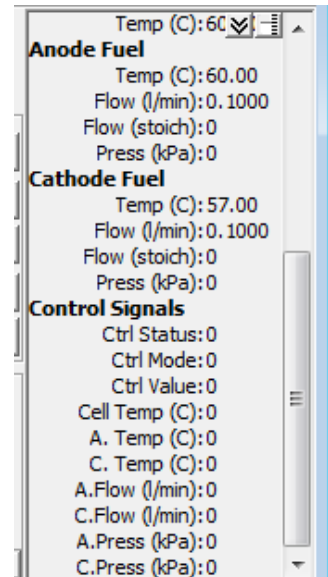 Temp (C):60
Anode Fuel
Temp (C):60.00
Flow (l/min):0.1000
Flow (stoich):0
Press (kPa):0
Cathode Fuel
Temp (C):57.00
Flow (l/min):0.1000
Flow (stoich):0
Press (kPa):0
Control Signals
Ctrl Status:0
Ctrl Mode:0
Ctrl Value:0
Cell Temp (C):0
A. Temp (C):0
C. Temp (C):0
A.Flow (l/min):0
C.Flow (l/min):0
A.Press (kPa):0
C.Press (kPa):0